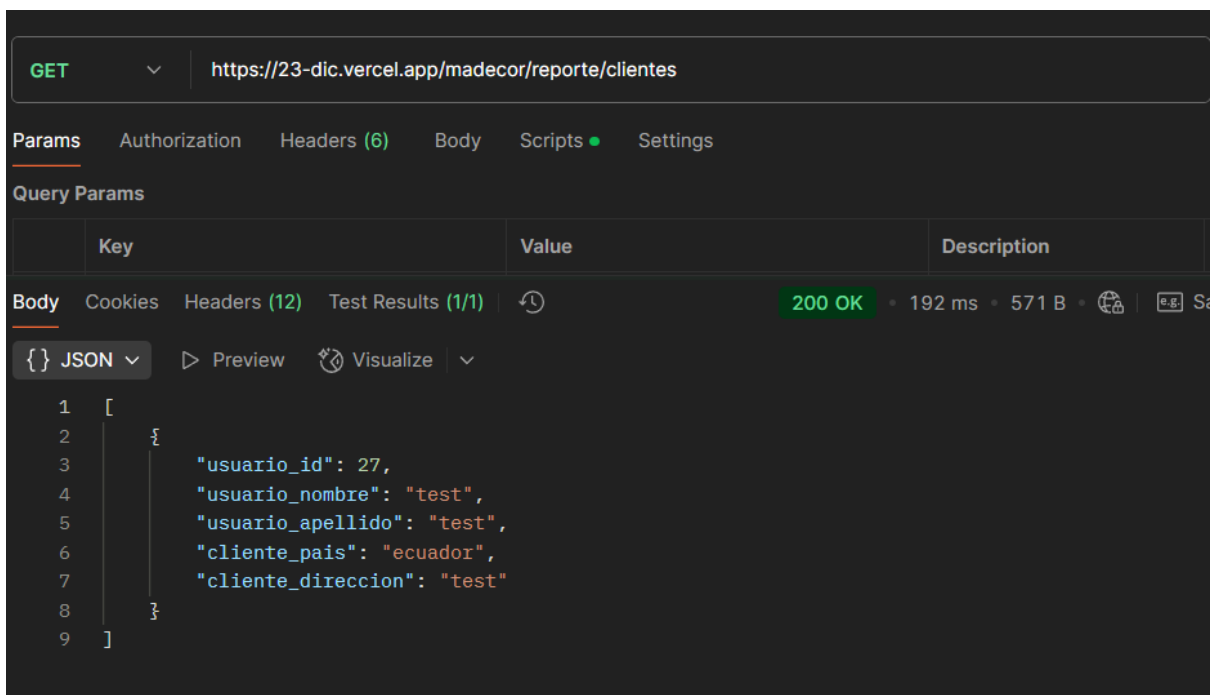 GET https://23-dic.vercel.app/madecor/reporte/clientes
Params Authorization Headers (6) Body Scripts Settings
Query Params
Key Value Description
Body Cookies Headers (12) Test Results (1/1) 200 OK • 192 ms • 571 B • e.g.
{} JSON Preview Visualize
1 [
2 {
3 "usuario_id": 27,
4 "usuario_nombre": "test",
5 "usuario_apellido": "test",
6 "cliente_pais": "ecuador",
7 "cliente_direccion": "test"
8 }
9 ]